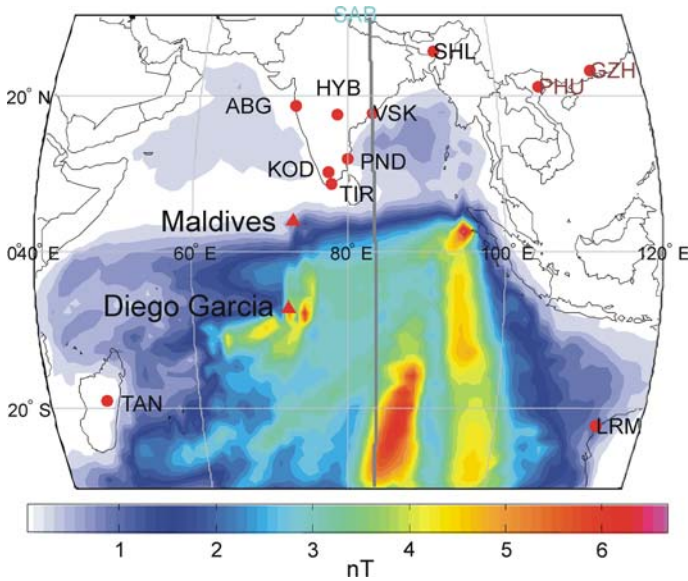 SAB
SHL
GZH
PHU
20° N
HYB
ABG
VSK
PND
KOD
TIR
Maldives
0° 40° E
60° E
80° E
100° E
120° E
Diego Garcia
20° S
TAN
LRM
1 2 3 4 5 6
nT